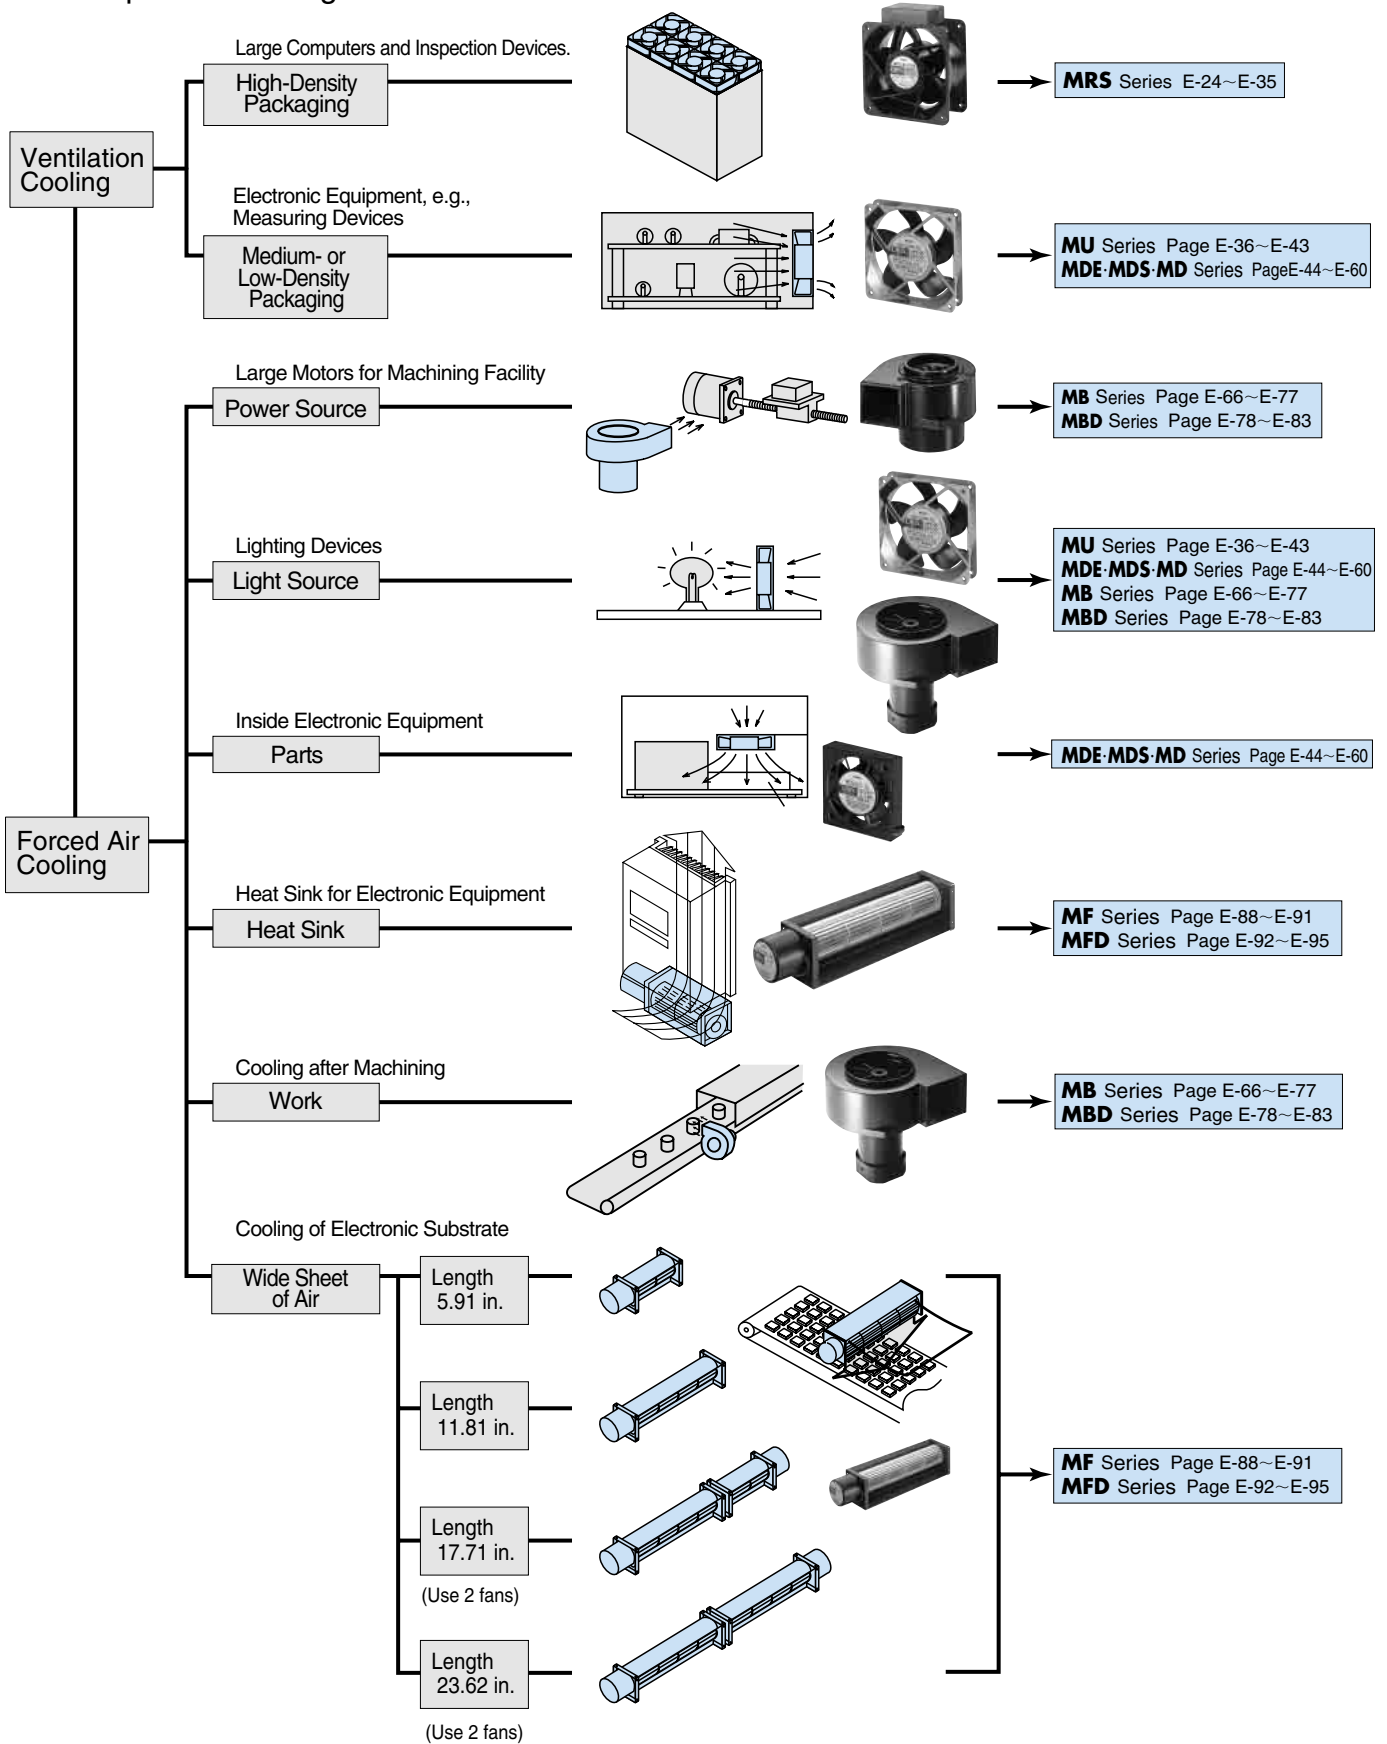 Large Computers and Inspection Devices.
High-Density
Packaging
MRS Series E-24~E-35
Ventilation
Cooling
Electronic Equipment, e.g.,
Measuring Devices
Medium- or
Low-Density
Packaging
MU Series Page E-36~E-43
MDE·MDS·MD Series PageE-44~E-60
Large Motors for Machining Facility
Power Source
MB Series Page E-66~E-77
MBD Series Page E-78~E-83
Lighting Devices
Light Source
MU Series Page E-36~E-43
MDE·MDS·MD Series Page E-44~E-60
MB Series Page E-66~E-77
MBD Series Page E-78~E-83
Inside Electronic Equipment
Parts
MDE·MDS·MD Series Page E-44~E-60
Forced Air
Cooling
Heat Sink for Electronic Equipment
Heat Sink
MF Series Page E-88~E-91
MFD Series Page E-92~E-95
Cooling after Machining
Work
MB Series Page E-66~E-77
MBD Series Page E-78~E-83
Cooling of Electronic Substrate
Wide Sheet
of Air
Length
5.91 in.
Length
11.81 in.
Length
17.71 in.
(Use 2 fans)
Length
23.62 in.
(Use 2 fans)
MF Series Page E-88~E-91
MFD Series Page E-92~E-95